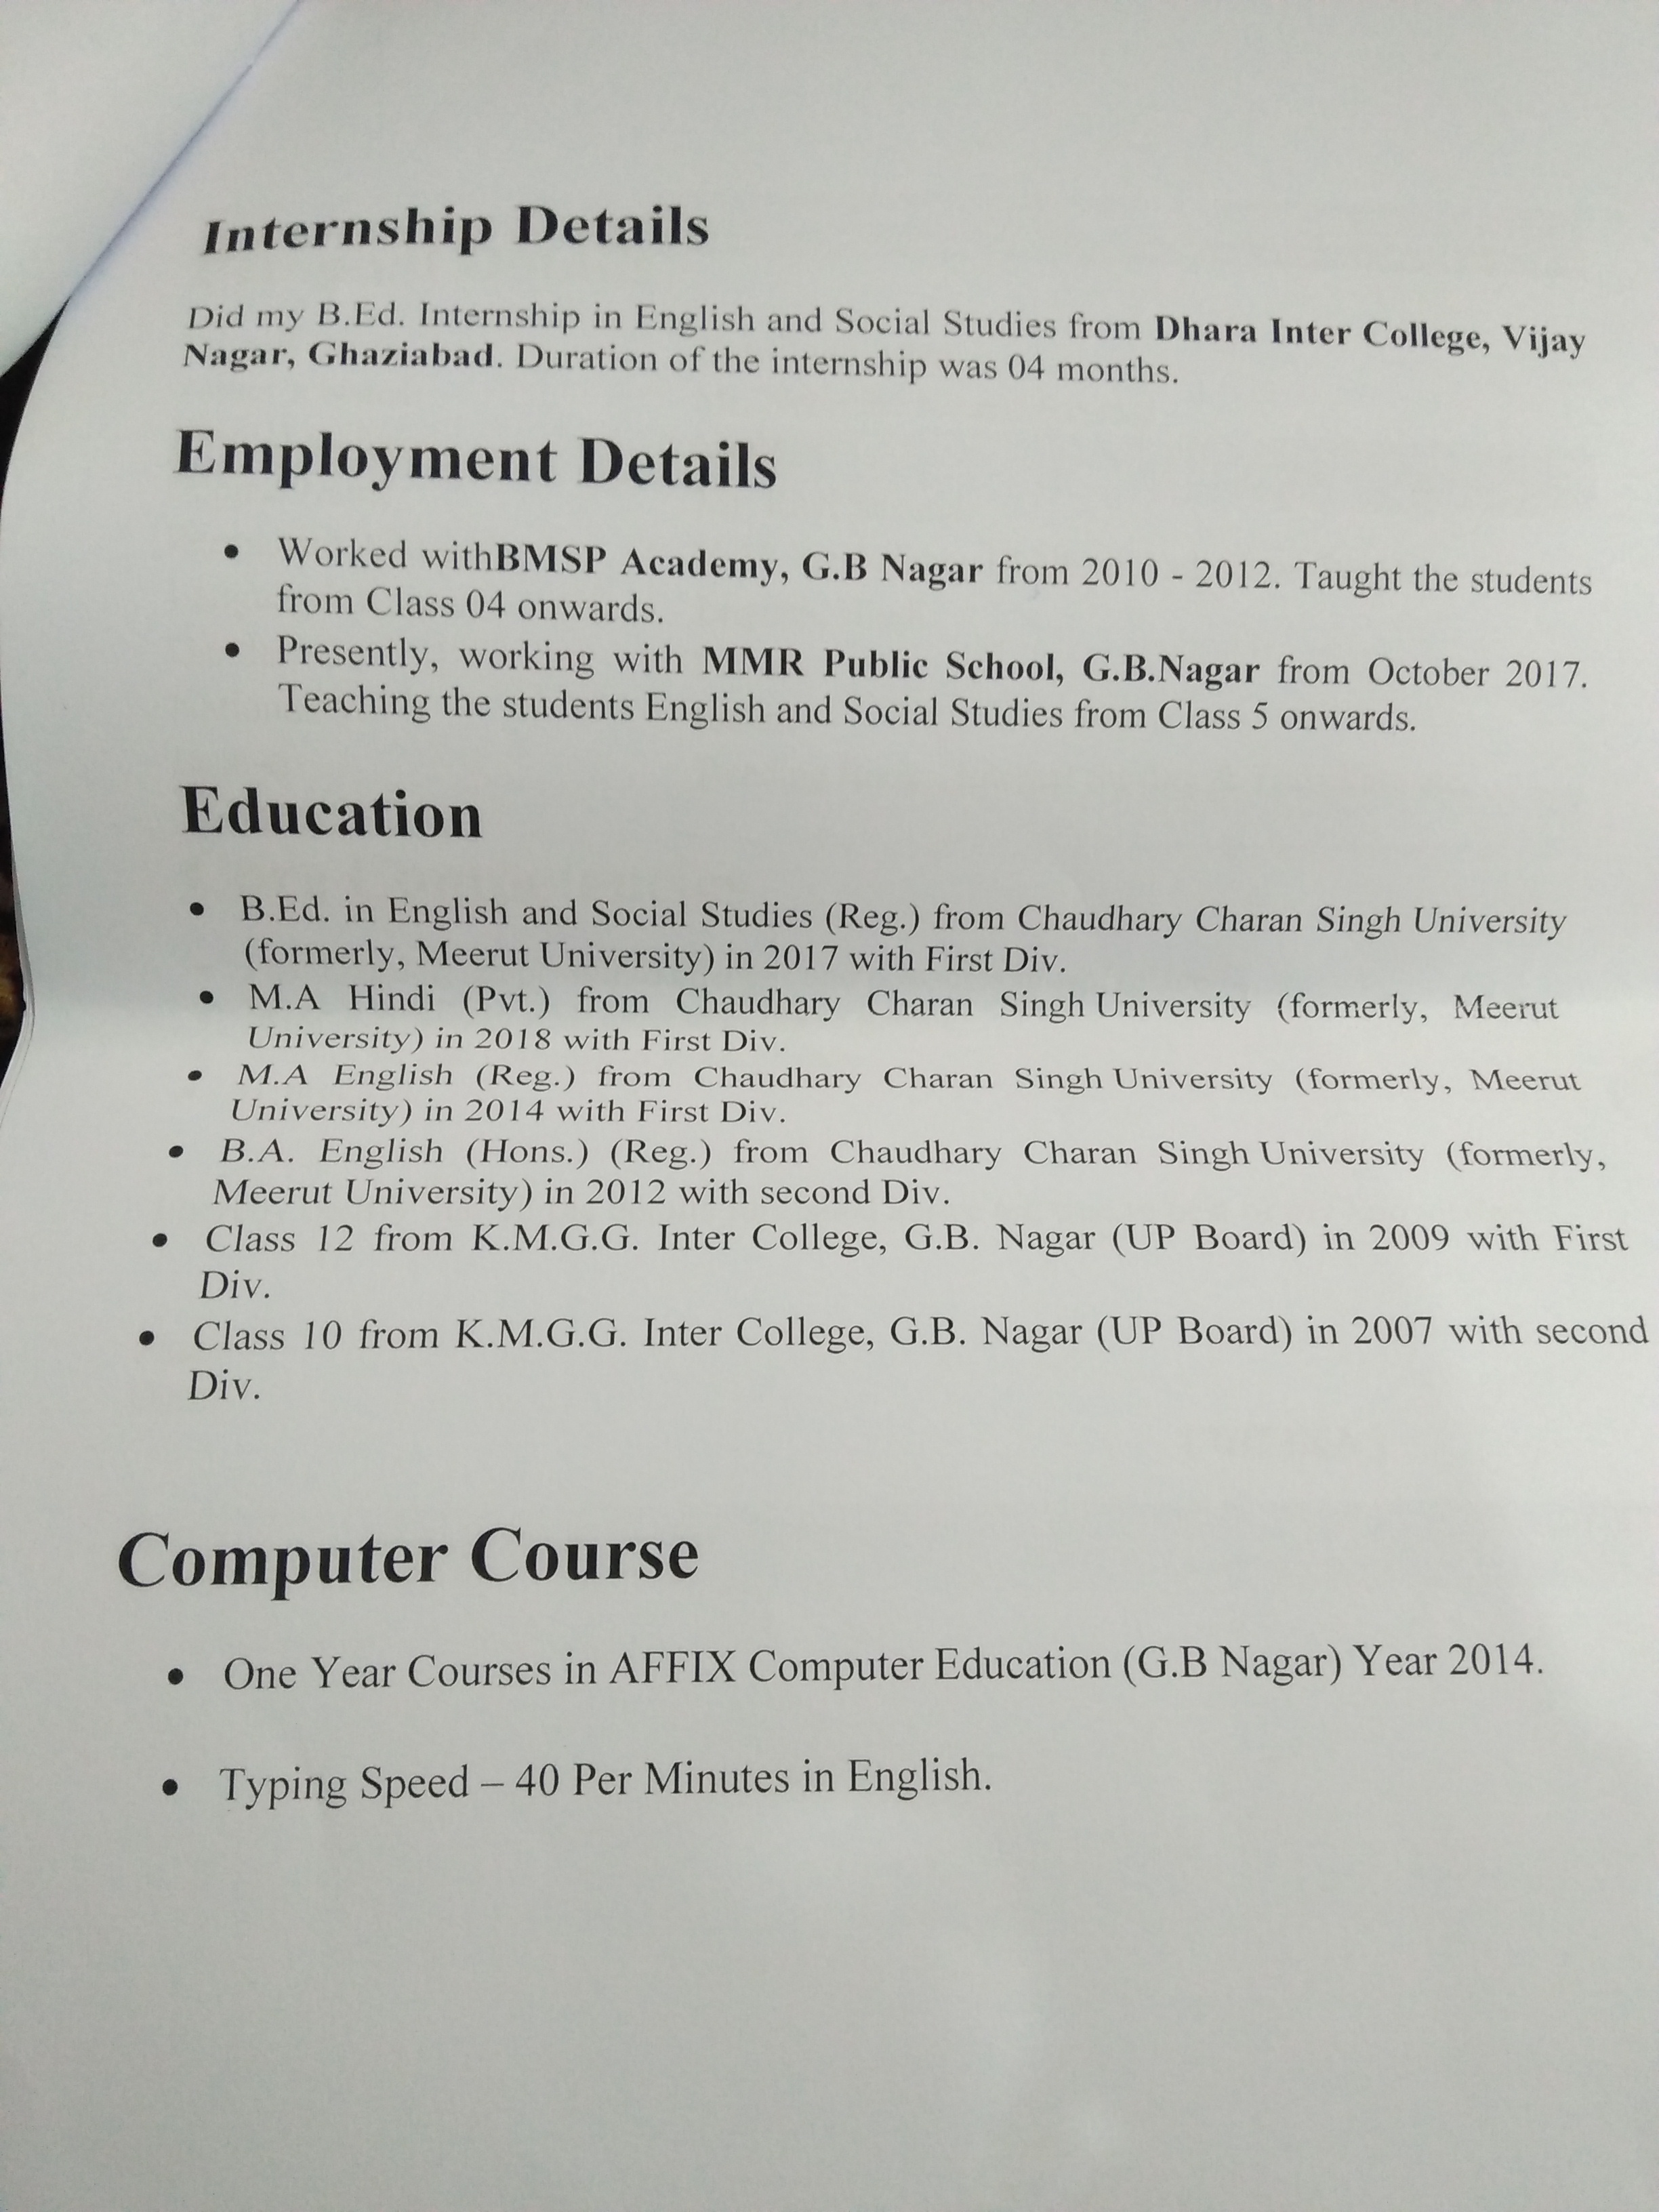 Internship Details
Did my B.Ed. Internship in English and Social Studies from Dhara Inter College, Vijay
Nagar, Ghaziabad. Duration of the internship was 04 months.
Employment Details
• Worked withBMSP Academy, G.B Nagar from 2010 - 2012. Taught the students
from Class 04 onwards.
• Presently, working with MMR Public School, G.B.Nagar from October 2017.
Teaching the students English and Social Studies from Class 5 onwards.
Education
• B.Ed. in English and Social Studies (Reg.) from Chaudhary Charan Singh University
(formerly, Meerut University) in 2017 with First Div.
• M.A Hindi (Pvt.) from Chaudhary Charan Singh University (formerly, Meerut
University) in 2018 with First Div.
• M.A English (Reg.) from Chaudhary Charan Singh University (formerly, Meerut
University) in 2014 with First Div.
• B.A. English (Hons.) (Reg.) from Chaudhary Charan Singh University (formerly,
Meerut University) in 2012 with second Div.
• Class 12 from K.M.G.G. Inter College, G.B. Nagar (UP Board) in 2009 with First
Div.
• Class 10 from K.M.G.G. Inter College, G.B. Nagar (UP Board) in 2007 with second
Div.
Computer Course
• One Year Courses in AFFIX Computer Education (G.B Nagar) Year 2014.
• Typing Speed – 40 Per Minutes in English.